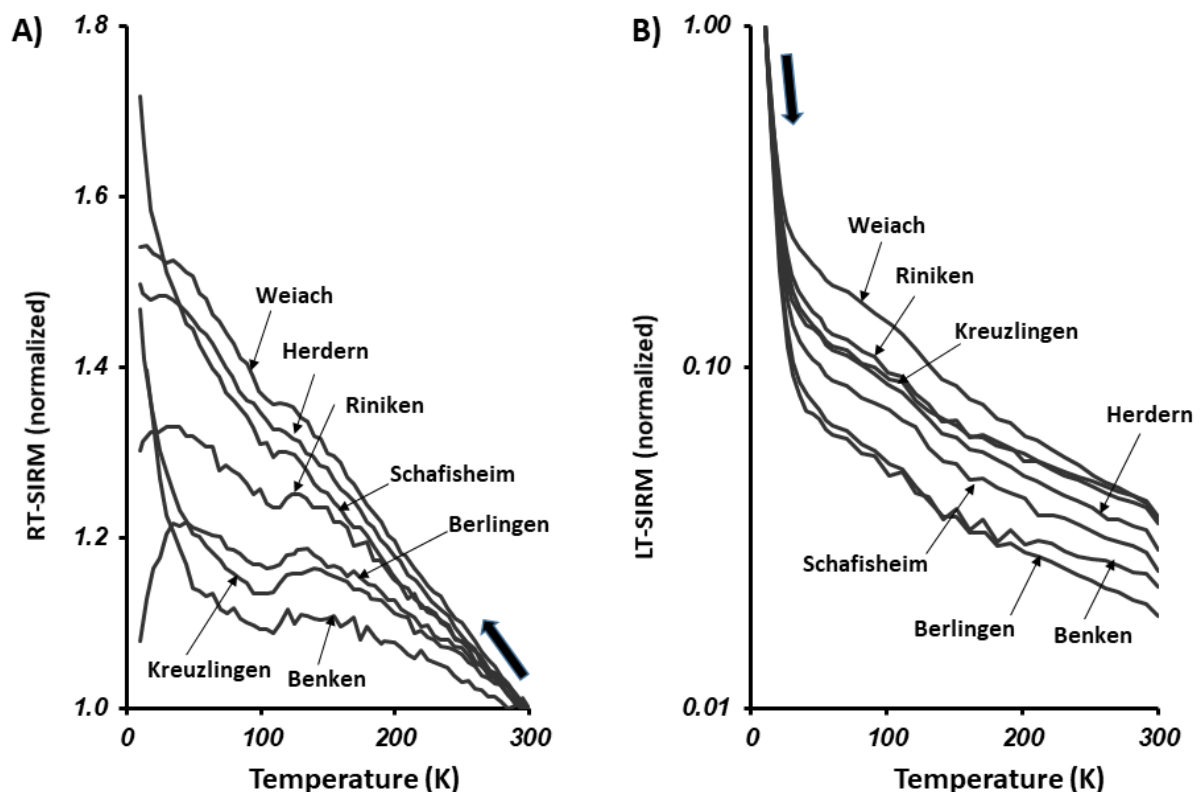 A)
RT-SIRM (normalized)
1.8
1.6
1.4
1.2
1.0
0
100
200
300
Temperature (K)
Weiach
Herdern
Riniken
Schafisheim
Berlingen
Kreuzlingen
Benken
B)
LT-SIRM (normalized)
1.00
0.10
0.01
0
100
200
300
Temperature (K)
Weiach
Riniken
Kreuzlingen
Herdern
Schafisheim
Berlingen
Benken